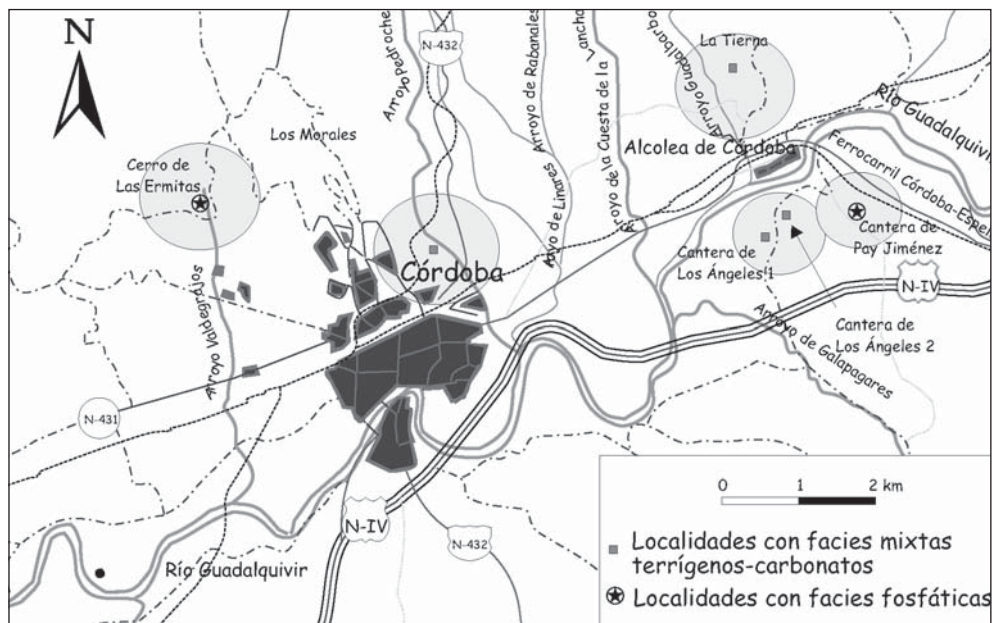 N
N-432
Arroyo Pedroche
Arroyo de Rabanales
Arroyo de Linares
Arroyo de la Cuesta de la
Lancha
Arroyo Guadalbarbo
La Tierna
Río Guadalquivir
Los Morales
Alcolea de Córdoba
Ferrocarril Córdoba-Espel
Cerro de
Las Ermitas
Cantera de
Pay Jiménez
Córdoba
Cantera de
Los Ángeles 1
N-IV
Arroyo Valdegrajos
Cantera de
Los Ángeles 2
Arroyo de Galapagares
N-431
N-IV
N-432
Río Guadalquivir
0 1 2 km
Localidades con facies mixtas
terrígenos-carbonatos
Localidades con facies fosfáticas